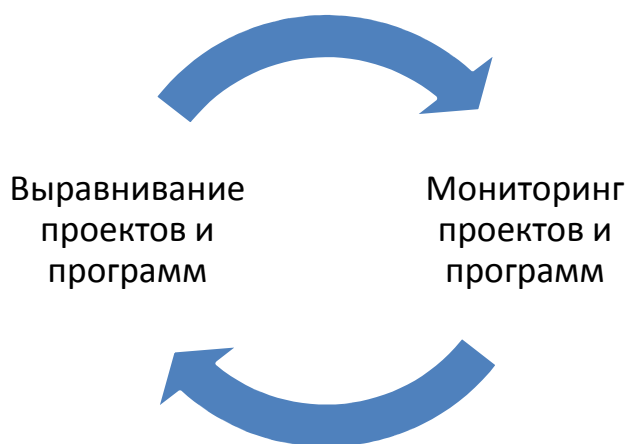 Выравнивание
проектов и
программ
Мониторинг
проектов и
программ